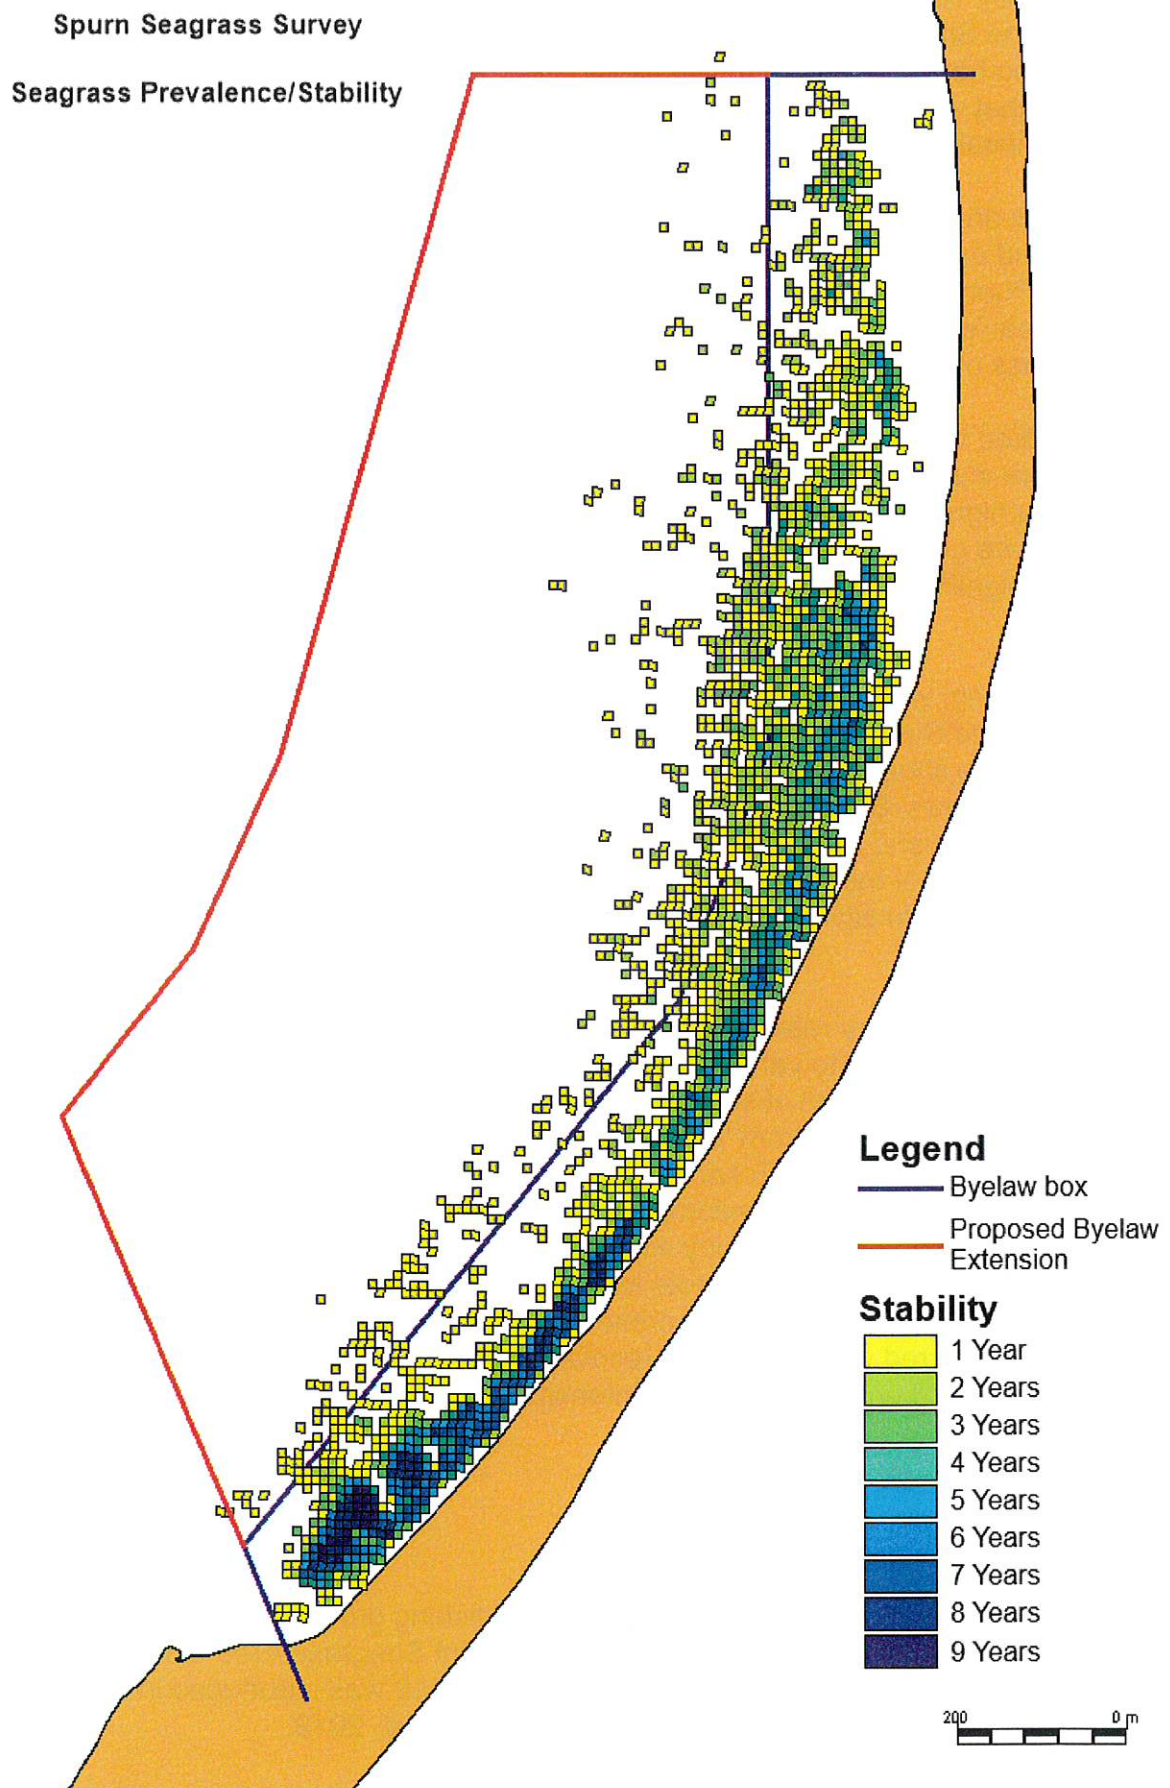 Spurn Seagrass Survey
Seagrass Prevalence/Stability
Legend
Byelaw box
Proposed Byelaw
Extension
Stability
1 Year
2 Years
3 Years
4 Years
5 Years
6 Years
7 Years
8 Years
9 Years
200 0 m